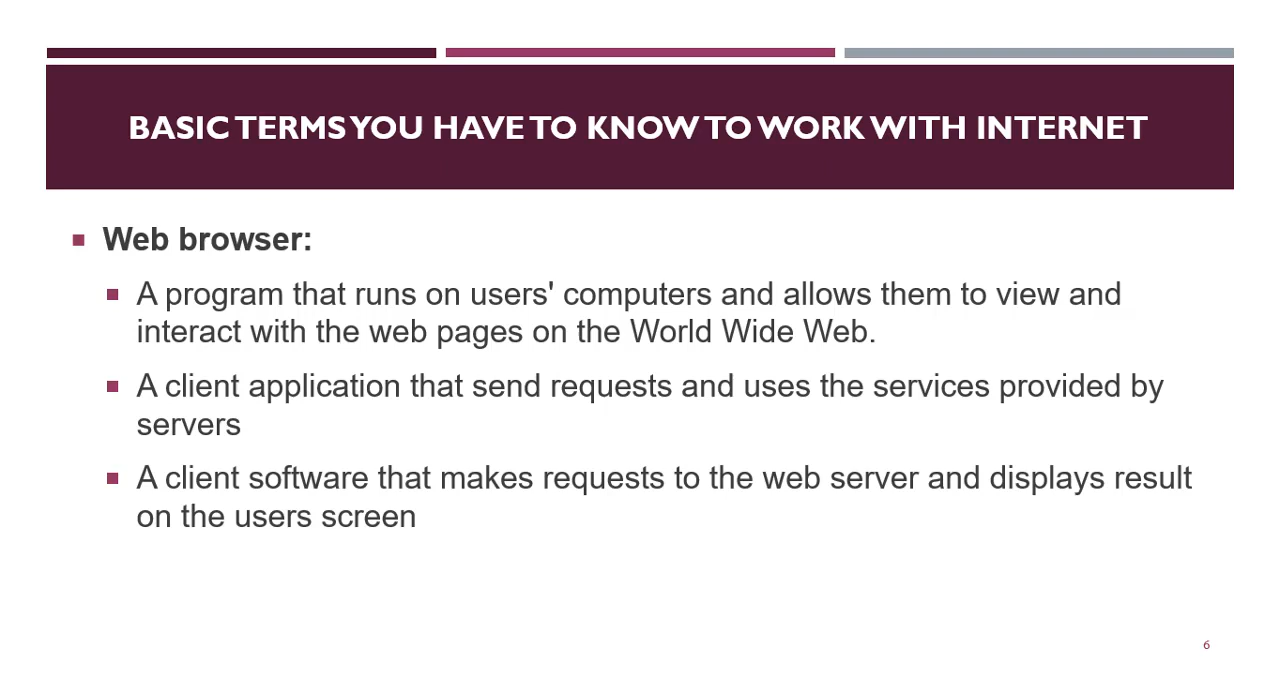 BASIC TERMS YOU HAVE TO KNOW TO WORK WITH INTERNET
Web browser:
A program that runs on users' computers and allows them to view and
interact with the web pages on the World Wide Web.
A client application that send requests and uses the services provided by
servers
A client software that makes requests to the web server and displays result
on the users screen
6